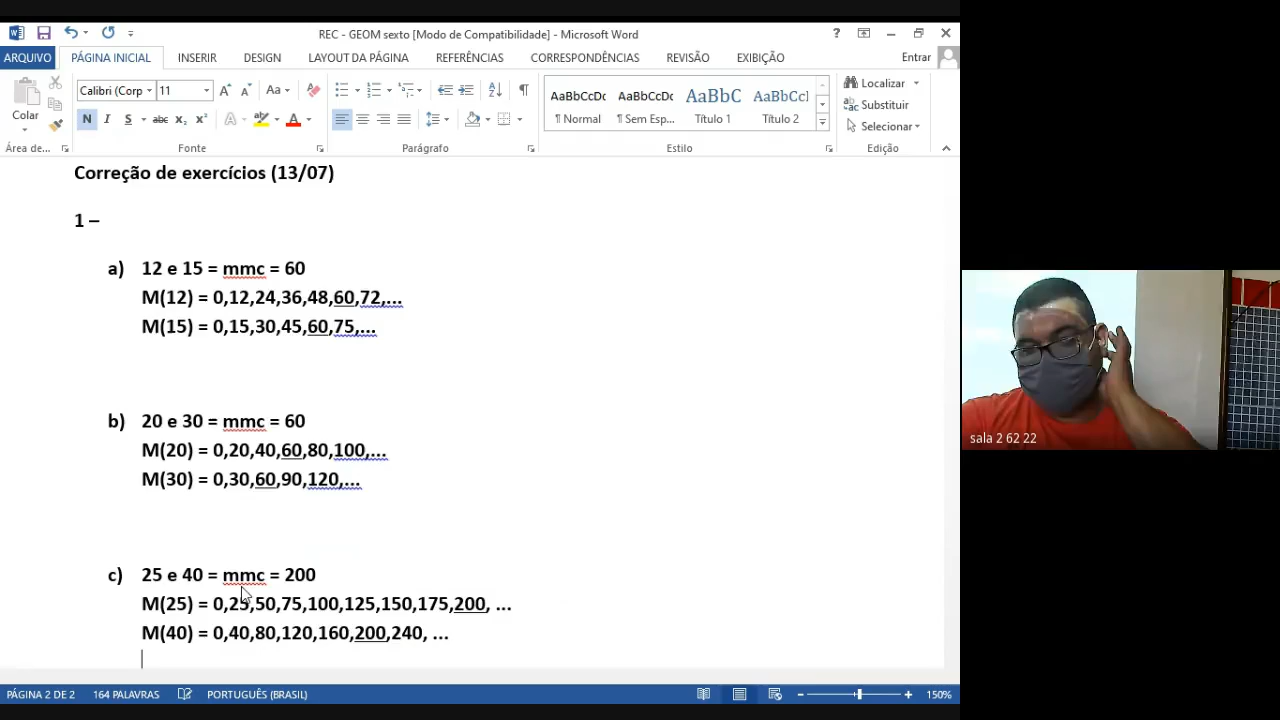 REC - GEOM sexto [Modo de Compatibilidade] - Microsoft Word
ARQUIVO PÁGINA INICIAL INSERIR DESIGN LAYOUT DA PÁGINA REFERÊNCIAS CORRESPONDÊNCIAS REVISÃO EXIBIÇÃO Entrar
Colar
Calibri (Corp 11
N I S abc x₂ x²
AaBbCcDc AaBbCcDc AaBbC AaBbCcl
¶ Normal ¶ Sem Esp... Título 1 Título 2
Localizar
Substituir
Selecionar
Área de... Fonte Parágrafo Estilo Edição
Correção de exercícios (13/07)
1 –
a) 12 e 15 = mmc = 60
M(12) = 0,12,24,36,48,60,72,...
M(15) = 0,15,30,45,60,75,...
b) 20 e 30 = mmc = 60
M(20) = 0,20,40,60,80,100,...
M(30) = 0,30,60,90,120,...
c) 25 e 40 = mmc = 200
M(25) = 0,25,50,75,100,125,150,175,200, ...
M(40) = 0,40,80,120,160,200,240, ...
sala 2 62 22
PÁGINA 2 DE 2 164 PALAVRAS PORTUGUÊS (BRASIL) 150%